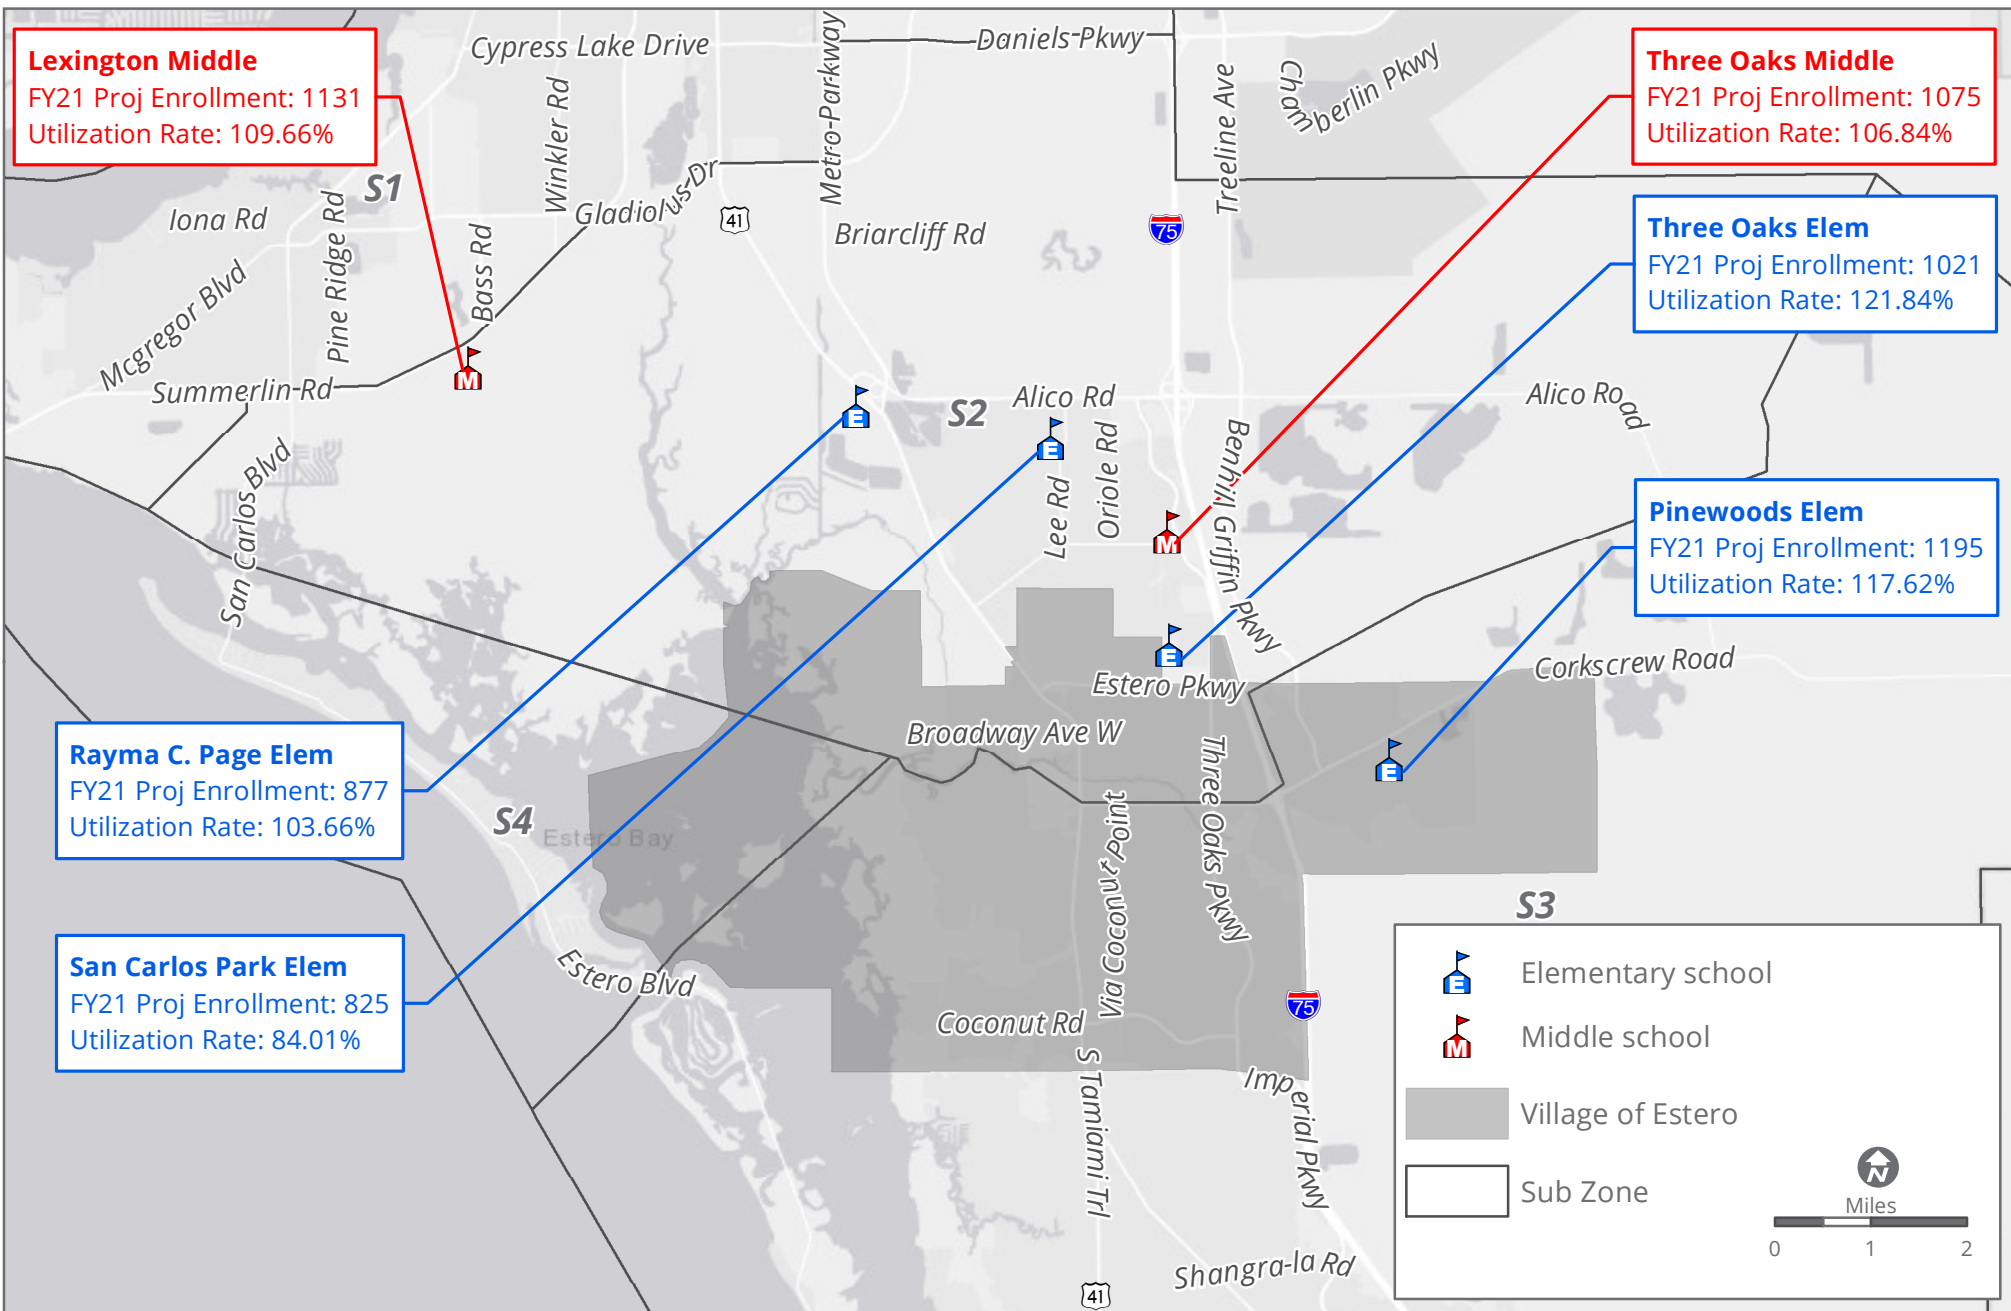 Lexington Middle
FY21 Proj Enrollment: 1131
Utilization Rate: 109.66%
Three Oaks Middle
FY21 Proj Enrollment: 1075
Utilization Rate: 106.84%
Three Oaks Elem
FY21 Proj Enrollment: 1021
Utilization Rate: 121.84%
Pinewoods Elem
FY21 Proj Enrollment: 1195
Utilization Rate: 117.62%
Rayma C. Page Elem
FY21 Proj Enrollment: 877
Utilization Rate: 103.66%
San Carlos Park Elem
FY21 Proj Enrollment: 825
Utilization Rate: 84.01%
Cypress Lake Drive
Daniels Pkwy
Metro-Parkway
Winkler Rd
Treeline Ave
Chamberlin Pkwy
S1
Iona Rd
Pine Ridge Rd
Gladiolus Dr
41
Briarcliff Rd
75
Bass Rd
Mcgregor Blvd
Summerlin Rd
S2
Alico Rd
Alico Road
Lee Rd
Oriole Rd
Benhill Griffin Pkwy
San Carlos Blvd
Corkscrew Road
Estero Pkwy
Broadway Ave W
Three Oaks Pkwy
Via Coconut Point
S4
Estero Bay
S3
Estero Blvd
Coconut Rd
75
S Tamiami Trl
Imperial Pkwy
Shangra-la Rd
41
E
E
M
E
E
M
E Elementary school
M Middle school
Village of Estero
Sub Zone
N
Miles
0 1 2